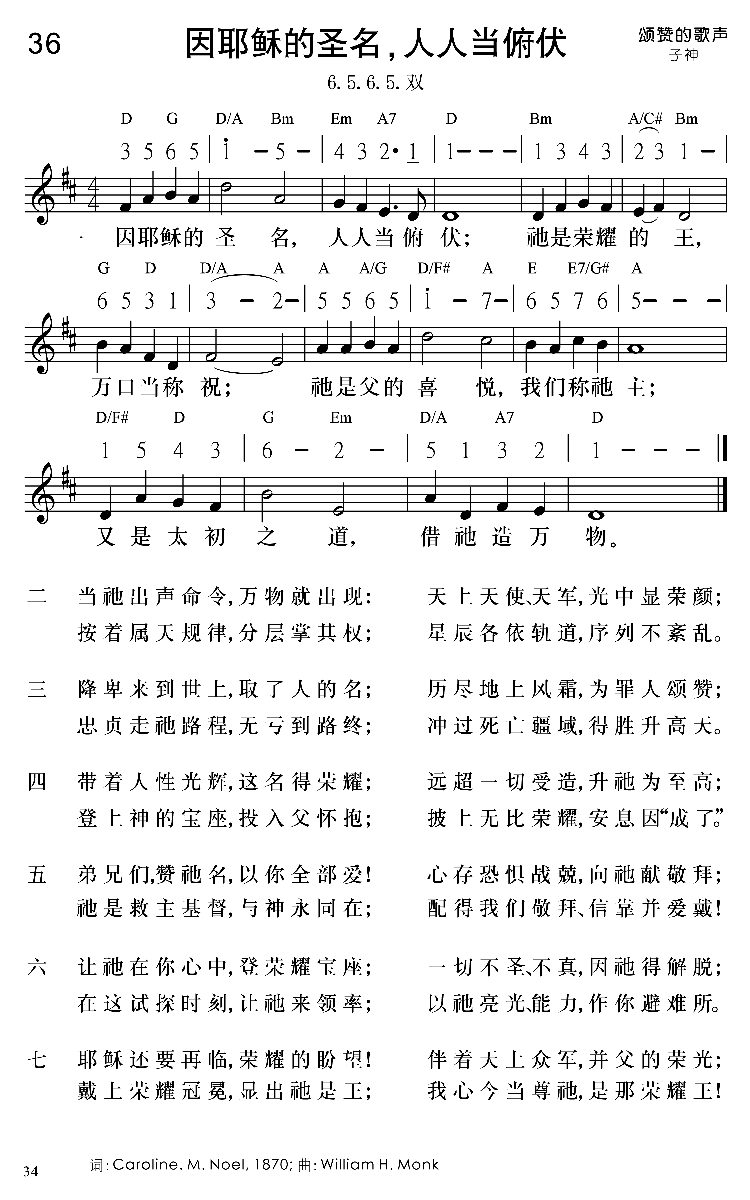 36 因耶稣的圣名，人人当俯伏 颂赞的歌声
子神
6.5.6.5.双
D G D/A Bm Em A7 D Bm A/C# Bm
3 5 6 5 | i － 5 － | 4 3 2· 1 | 1－ － － | 1 3 4 3 | 2 3 1 －
4/4
因耶稣的 圣 名， 人人当俯 伏； 祂是荣耀 的 王，
G D D/A A A A/G D/F# A E E7/G# A
6 5 3 1 | 3 － 2－ | 5 5 6 5 | i － 7－ | 6 5 7 6 | 5－ － －
万口当称 祝； 祂是父的 喜 悦，我们称祂 主；
D/F# D G Em D/A A7 D
1 5 4 3 | 6 － 2 － | 5 1 3 2 | 1 － － －
又 是 太 初 之 道， 借 祂 造 万 物。
二 当祂出声命令，万物就出现： 天上天使、天军，光中显荣颜；
按着属天规律，分层掌其权； 星辰各依轨道，序列不紊乱。
三 降卑来到世上，取了人的名； 历尽地上风霜，为罪人颂赞；
忠贞走祂路程，无亏到路终； 冲过死亡疆域，得胜升高天。
四 带着人性光辉，这名得荣耀； 远超一切受造，升祂为至高；
登上神的宝座，投入父怀抱； 披上无比荣耀，安息因“成了”。
五 弟兄们，赞祂名，以你全部爱！ 心存恐惧战兢，向祂献敬拜；
祂是救主基督，与神永同在； 配得我们敬拜、信靠并爱戴！
六 让祂在你心中，登荣耀宝座； 一切不圣、不真，因祂得解脱；
在这试探时刻，让祂来领率； 以祂亮光、能力，作你避难所。
七 耶稣还要再临，荣耀的盼望！ 伴着天上众军，并父的荣光；
戴上荣耀冠冕，显出祂是王； 我心今当尊祂，是那荣耀王！
词：Caroline. M. Noel, 1870; 曲：William H. Monk
34